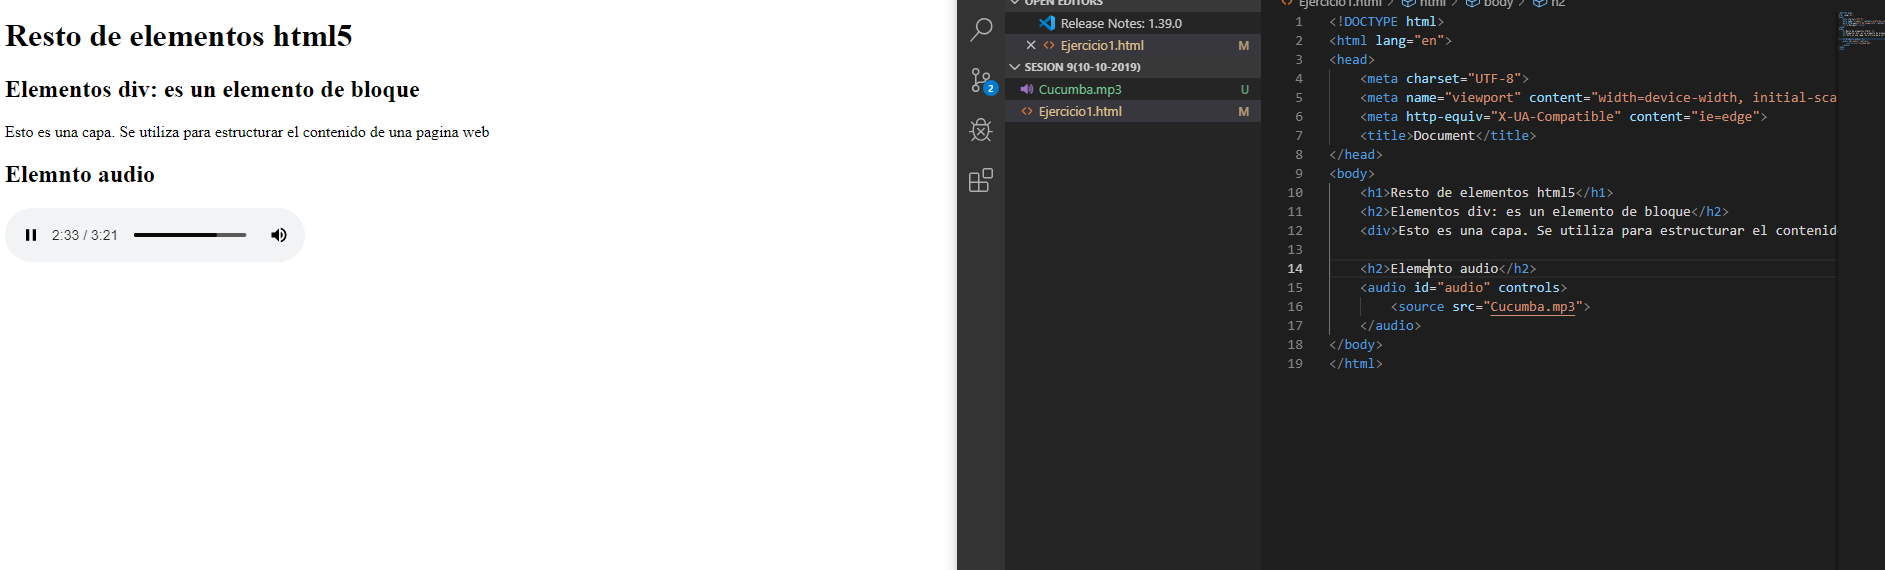 Resto de elementos html5
Elementos div: es un elemento de bloque
Esto es una capa. Se utiliza para estructurar el contenido de una pagina web
Elemnto audio
2:33 / 3:21
OPEN EDITORS
Release Notes: 1.39.0
Ejercicio1.html M
SESION 9(10-10-2019)
Cucumba.mp3 U
Ejercicio1.html M
2
Ejercicio1.html > html > body > h2
1 <!DOCTYPE html>
2 <html lang="en">
3 <head>
4 <meta charset="UTF-8">
5 <meta name="viewport" content="width=device-width, initial-sca
6 <meta http-equiv="X-UA-Compatible" content="ie=edge">
7 <title>Document</title>
8 </head>
9 <body>
10 <h1>Resto de elementos html5</h1>
11 <h2>Elementos div: es un elemento de bloque</h2>
12 <div>Esto es una capa. Se utiliza para estructurar el contenid
13
14 <h2>Elemento audio</h2>
15 <audio id="audio" controls>
16 <source src="Cucumba.mp3">
17 </audio>
18 </body>
19 </html>